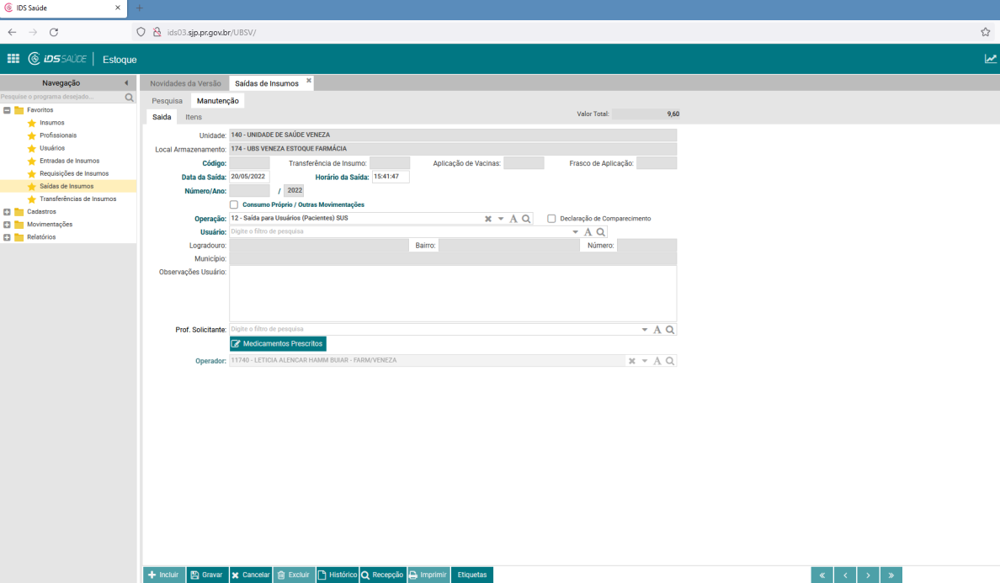 IDS Saúde
ids03.sjp.pr.gov.br/UBSV/
iDS SAÚDE Estoque
Navegação
Novidades da Versão Saídas de Insumos
Pesquise o programa desejado...
Pesquisa Manutenção
Favoritos
Insumos
Profissionais
Usuários
Entradas de Insumos
Requisições de Insumos
Saídas de Insumos
Transferências de Insumos
Cadastros
Movimentações
Relatórios
Saída Itens
Valor Total: 9,60
Unidade: 140 - UNIDADE DE SAÚDE VENEZA
Local Armazenamento: 174 - UBS VENEZA ESTOQUE FARMÁCIA
Código: Transferência de Insumo: Aplicação de Vacinas: Frasco de Aplicação:
Data da Saída: 20/05/2022 Horário da Saída: 15:41:47
Número/Ano: / 2022
Consumo Próprio / Outras Movimentações
Operação: 12 - Saída para Usuários (Pacientes) SUS A Declaração de Comparecimento
Usuário: Digite o filtro de pesquisa A
Logradouro: Bairro: Número:
Município:
Observações Usuário:
Prof. Solicitante: Digite o filtro de pesquisa A
Medicamentos Prescritos
Operador: 11740 - LETICIA ALENCAR HAMM BUIAR - FARM/VENEZA A
Incluir Gravar Cancelar Excluir Histórico Recepção Imprimir Etiquetas